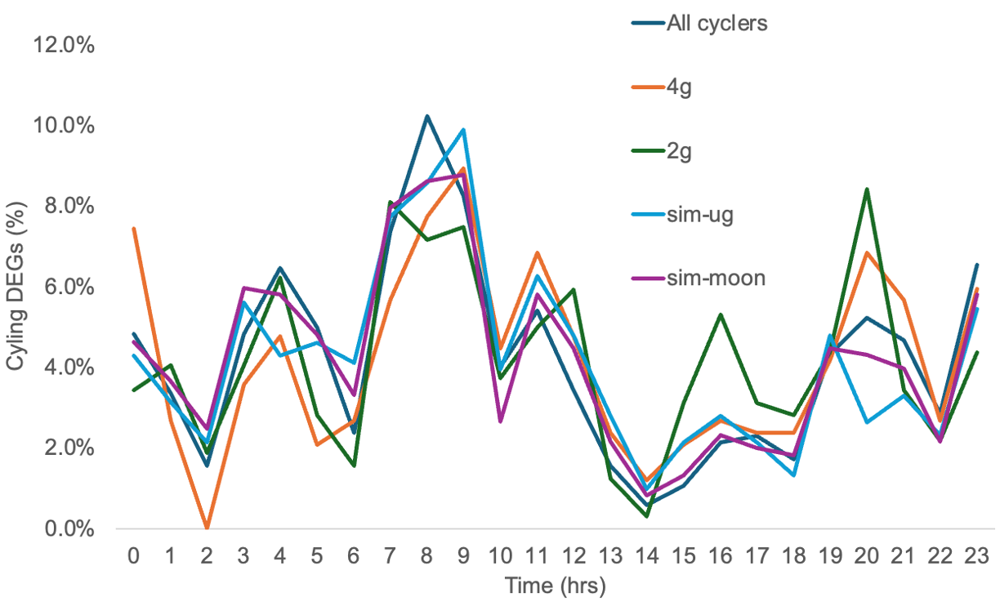 All cyclers
4g
2g
sim-ug
sim-moon
12.0%
10.0%
8.0%
6.0%
4.0%
2.0%
0.0%
Cyling DEGs (%)
0 1 2 3 4 5 6 7 8 9 10 11 12 13 14 15 16 17 18 19 20 21 22 23
Time (hrs)